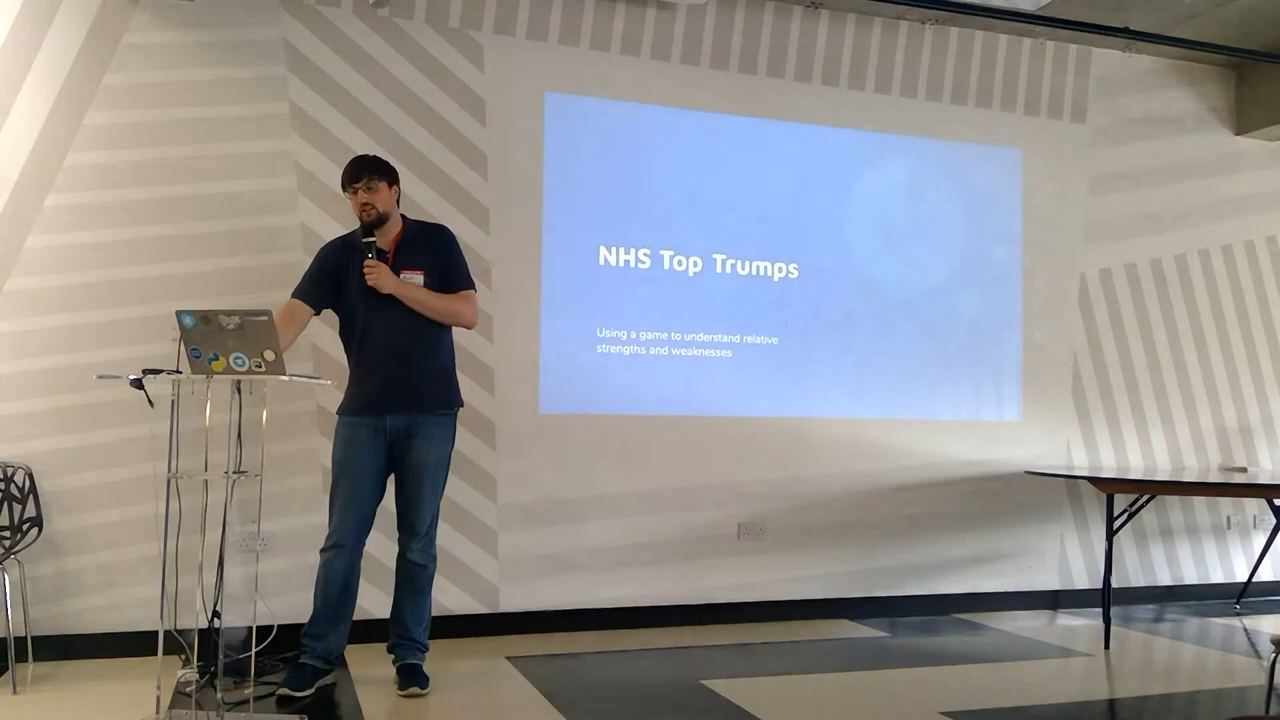 NHS Top Trumps
Using a game to understand relative
strengths and weaknesses